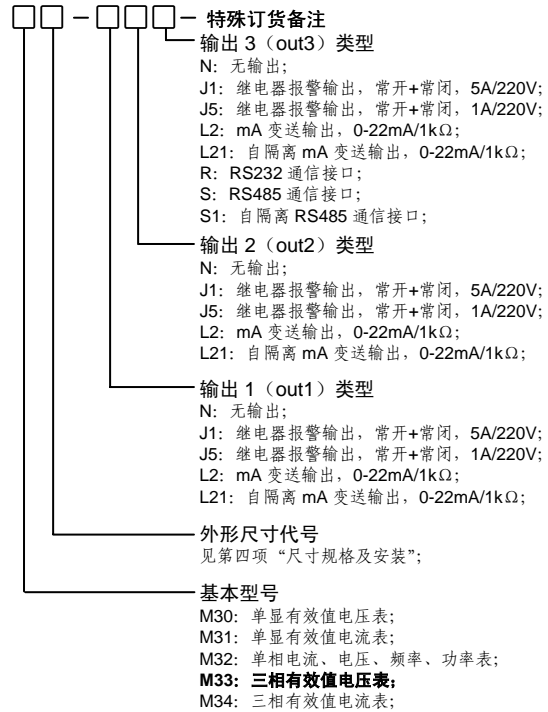 □□－□□□－特殊订货备注
输出 3（out3）类型
N：无输出；
J1：继电器报警输出，常开+常闭，5A/220V；
J5：继电器报警输出，常开+常闭，1A/220V；
L2：mA 变送输出，0-22mA/1kΩ；
L21：自隔离 mA 变送输出，0-22mA/1kΩ；
R：RS232 通信接口；
S：RS485 通信接口；
S1：自隔离 RS485 通信接口；
输出 2（out2）类型
N：无输出；
J1：继电器报警输出，常开+常闭，5A/220V；
J5：继电器报警输出，常开+常闭，1A/220V；
L2：mA 变送输出，0-22mA/1kΩ；
L21：自隔离 mA 变送输出，0-22mA/1kΩ；
输出 1（out1）类型
N：无输出；
J1：继电器报警输出，常开+常闭，5A/220V；
J5：继电器报警输出，常开+常闭，1A/220V；
L2：mA 变送输出，0-22mA/1kΩ；
L21：自隔离 mA 变送输出，0-22mA/1kΩ；
外形尺寸代号
见第四项“尺寸规格及安装”；
基本型号
M30：单显有效值电压表；
M31：单显有效值电流表；
M32：单相电流、电压、频率、功率表；
M33：三相有效值电压表；
M34：三相有效值电流表；